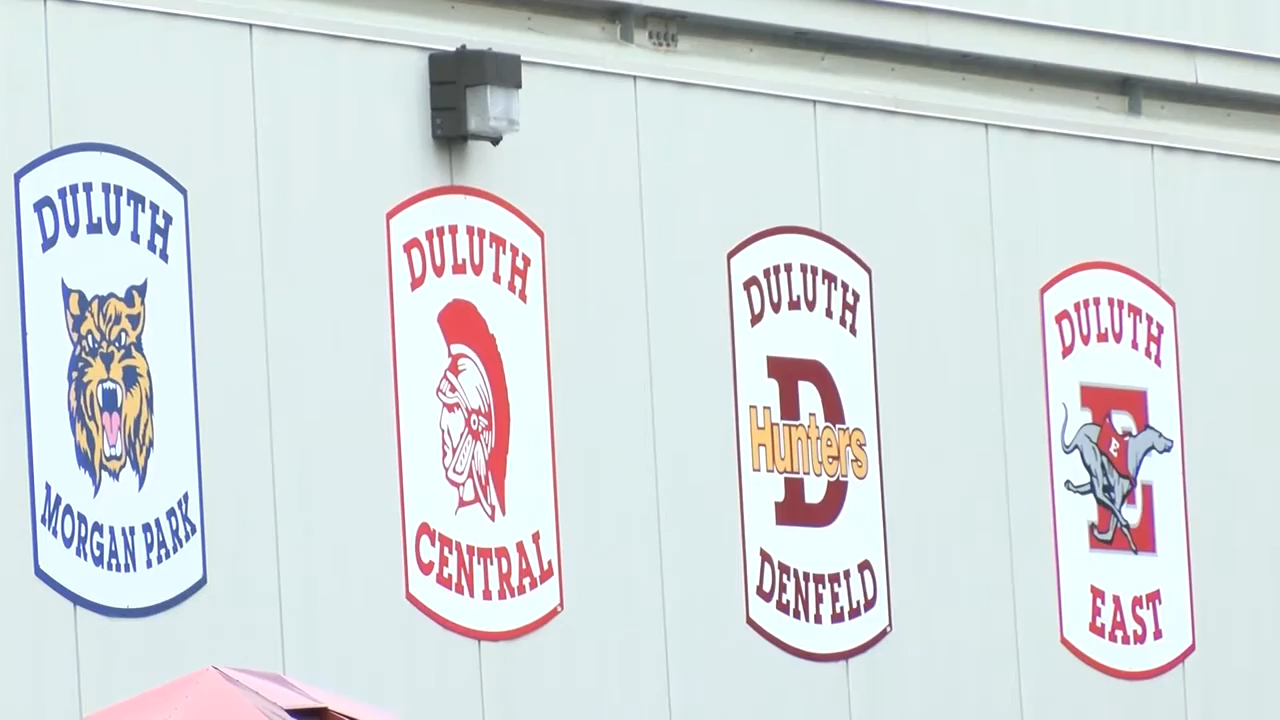 DULUTH
MORGAN PARK
DULUTH
CENTRAL
DULUTH
D
Hunters
DENFELD
DULUTH
E
E
EAST